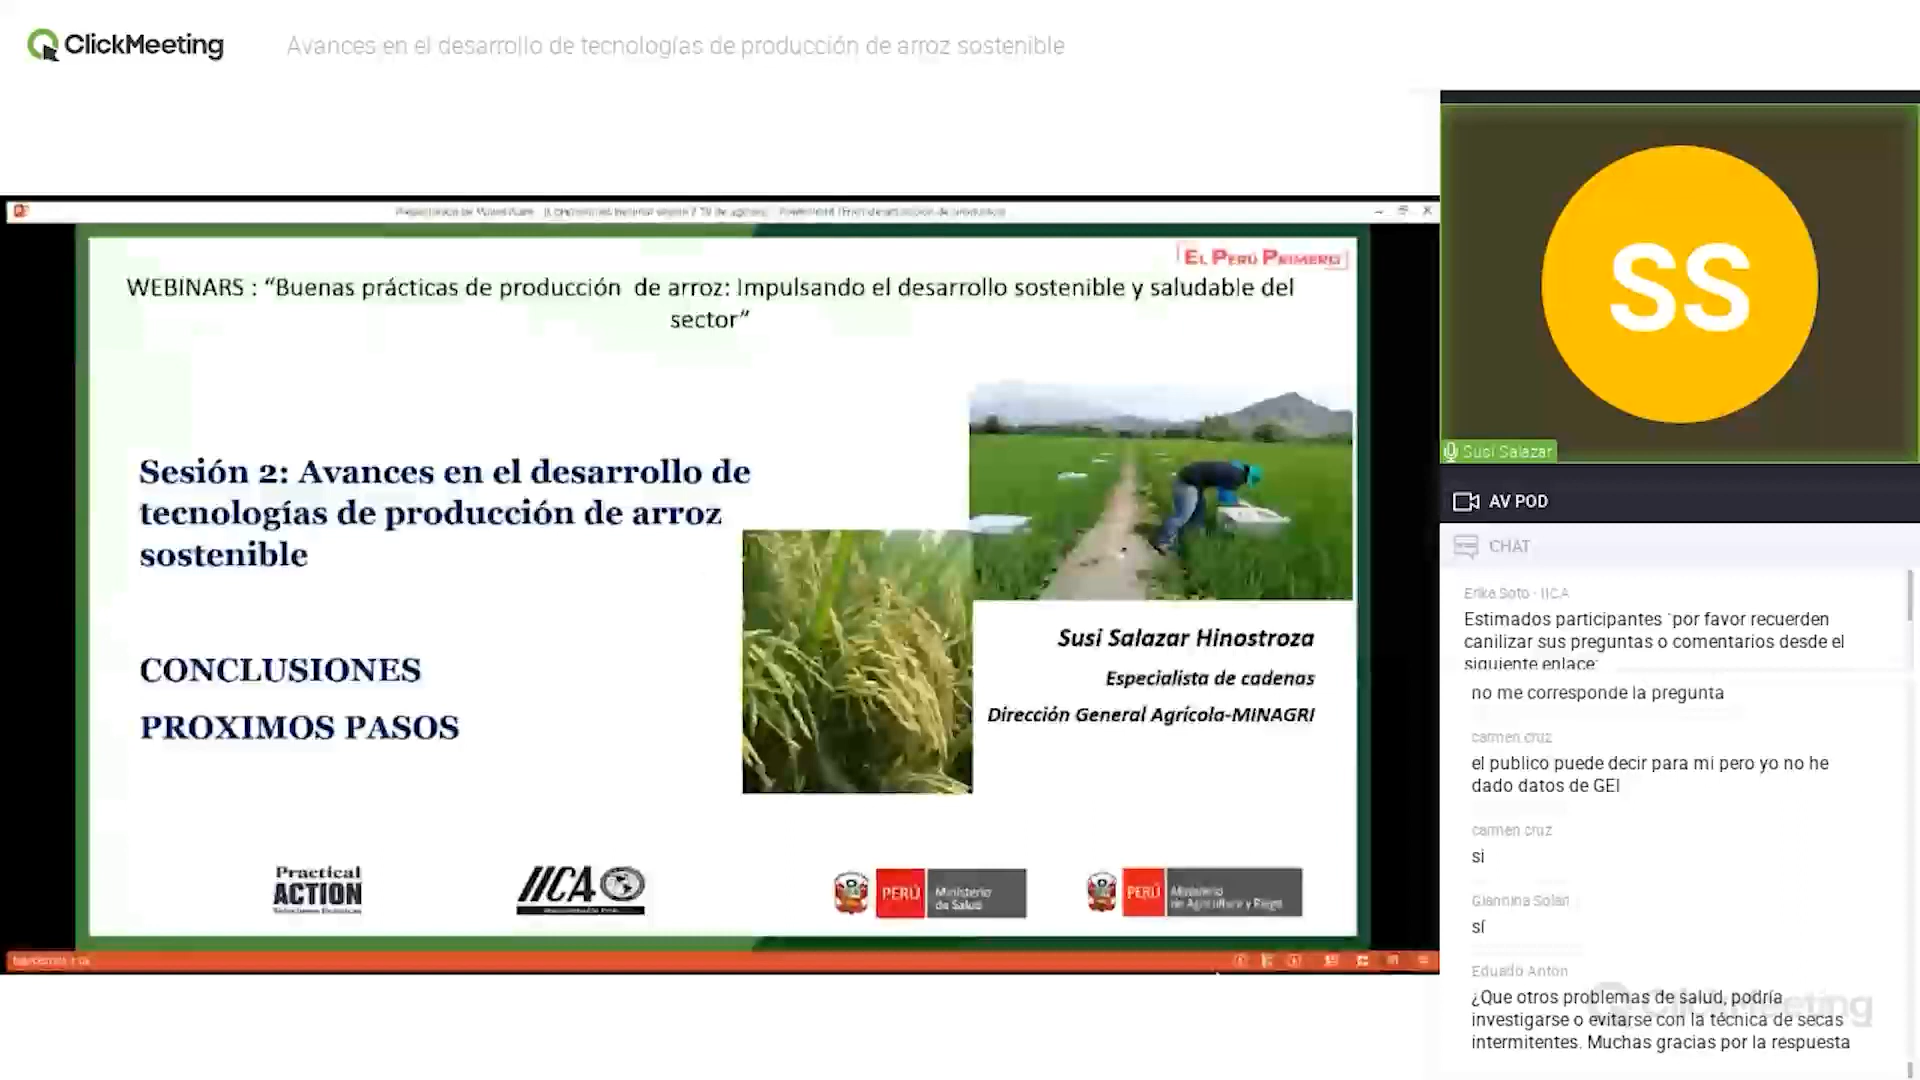 ClickMeeting
Avances en el desarrollo de tecnologías de producción de arroz sostenible
EL PERÚ PRIMERO
WEBINARS : “Buenas prácticas de producción de arroz: Impulsando el desarrollo sostenible y saludable del
sector”
Sesión 2: Avances en el desarrollo de
tecnologías de producción de arroz
sostenible
CONCLUSIONES
PROXIMOS PASOS
Susi Salazar Hinostroza
Especialista de cadenas
Dirección General Agrícola-MINAGRI
Practical
ACTION
IICA
PERÚ
Ministerio
de Salud
PERÚ
Ministerio
de Agricultura y Riego
SS
Susi Salazar
AV POD
CHAT
Erika Soto - IICA
Estimados participantes ¨por favor recuerden
canilizar sus preguntas o comentarios desde el
siguiente enlace:
no me corresponde la pregunta
carmen cruz
el publico puede decir para mi pero yo no he
dado datos de GEI
carmen cruz
si
Giannina Solari
sí
Eduado Anton
¿Que otros problemas de salud, podría
investigarse o evitarse con la técnica de secas
intermitentes. Muchas gracias por la respuesta
ClickMeeting